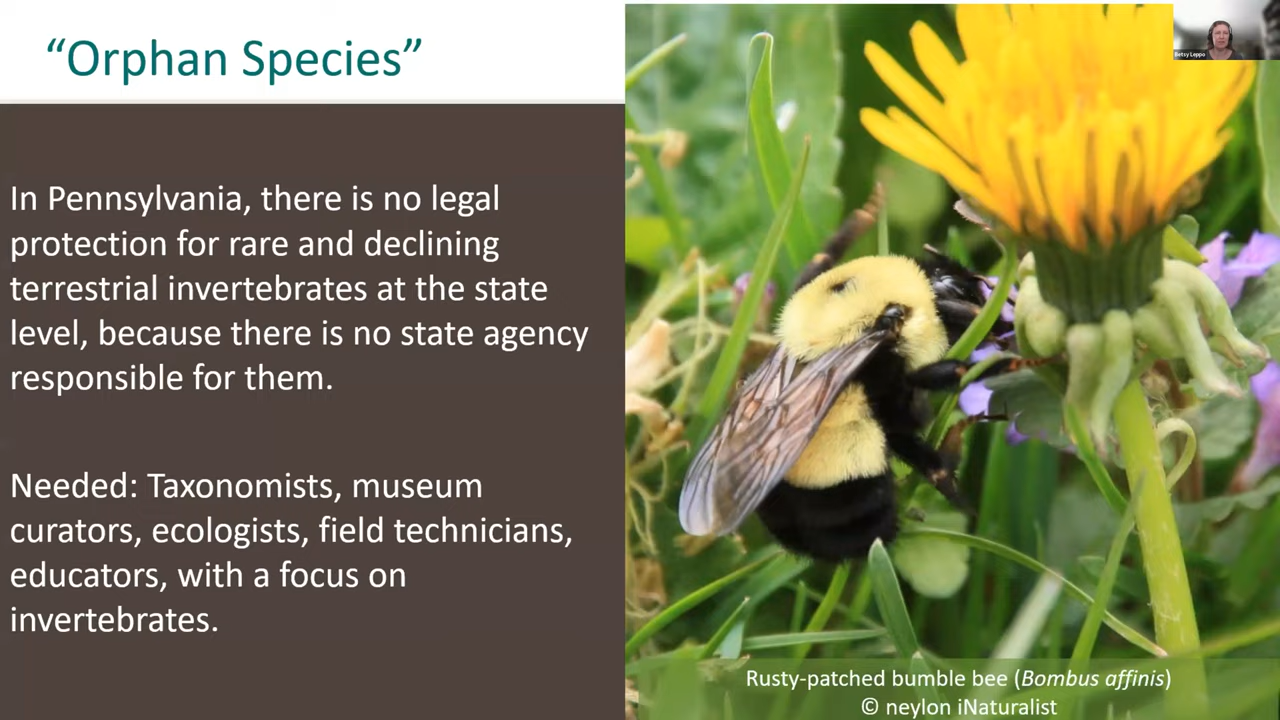 “Orphan Species”
In Pennsylvania, there is no legal
protection for rare and declining
terrestrial invertebrates at the state
level, because there is no state agency
responsible for them.
Needed: Taxonomists, museum
curators, ecologists, field technicians,
educators, with a focus on
invertebrates.
Betsy Leppo
Rusty-patched bumble bee (Bombus affinis)
© neylon iNaturalist